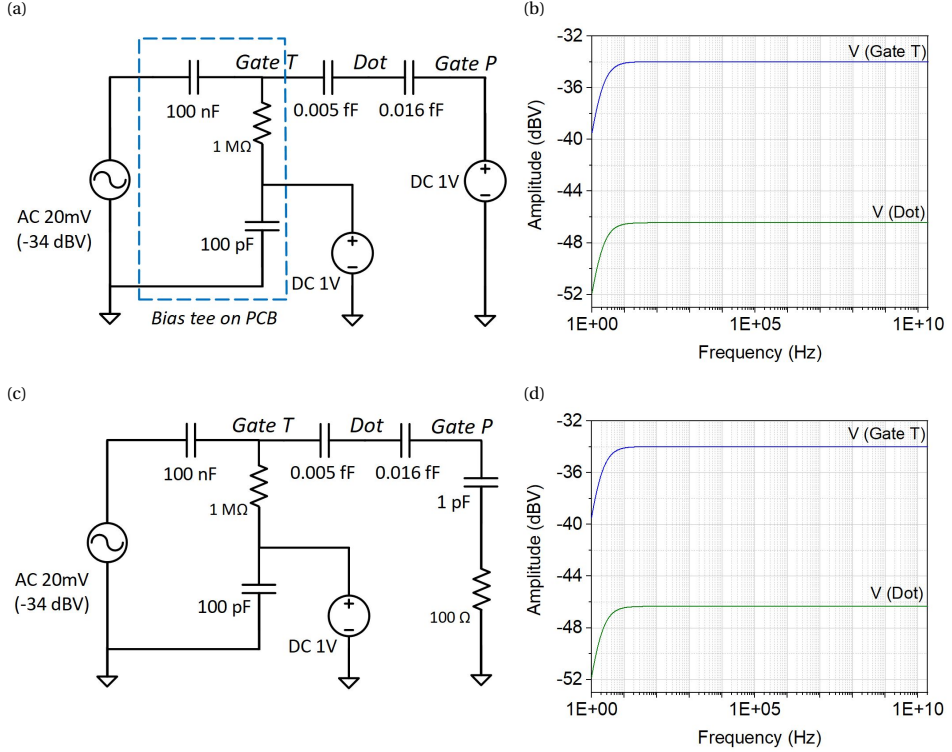 (a)
Gate T
Dot
Gate P
100 nF
0.005 fF
0.016 fF
1 MΩ
DC 1V
AC 20mV
(-34 dBV)
100 pF
DC 1V
Bias tee on PCB
(b)
-32
-36
-40
-44
-48
-52
Amplitude (dBV)
V (Gate T)
V (Dot)
1E+00
1E+05
1E+10
Frequency (Hz)
(c)
Gate T
Dot
Gate P
100 nF
0.005 fF
0.016 fF
1 pF
1 MΩ
AC 20mV
(-34 dBV)
100 pF
100 Ω
DC 1V
(d)
-32
-36
-40
-44
-48
-52
Amplitude (dBV)
V (Gate T)
V (Dot)
1E+00
1E+05
1E+10
Frequency (Hz)